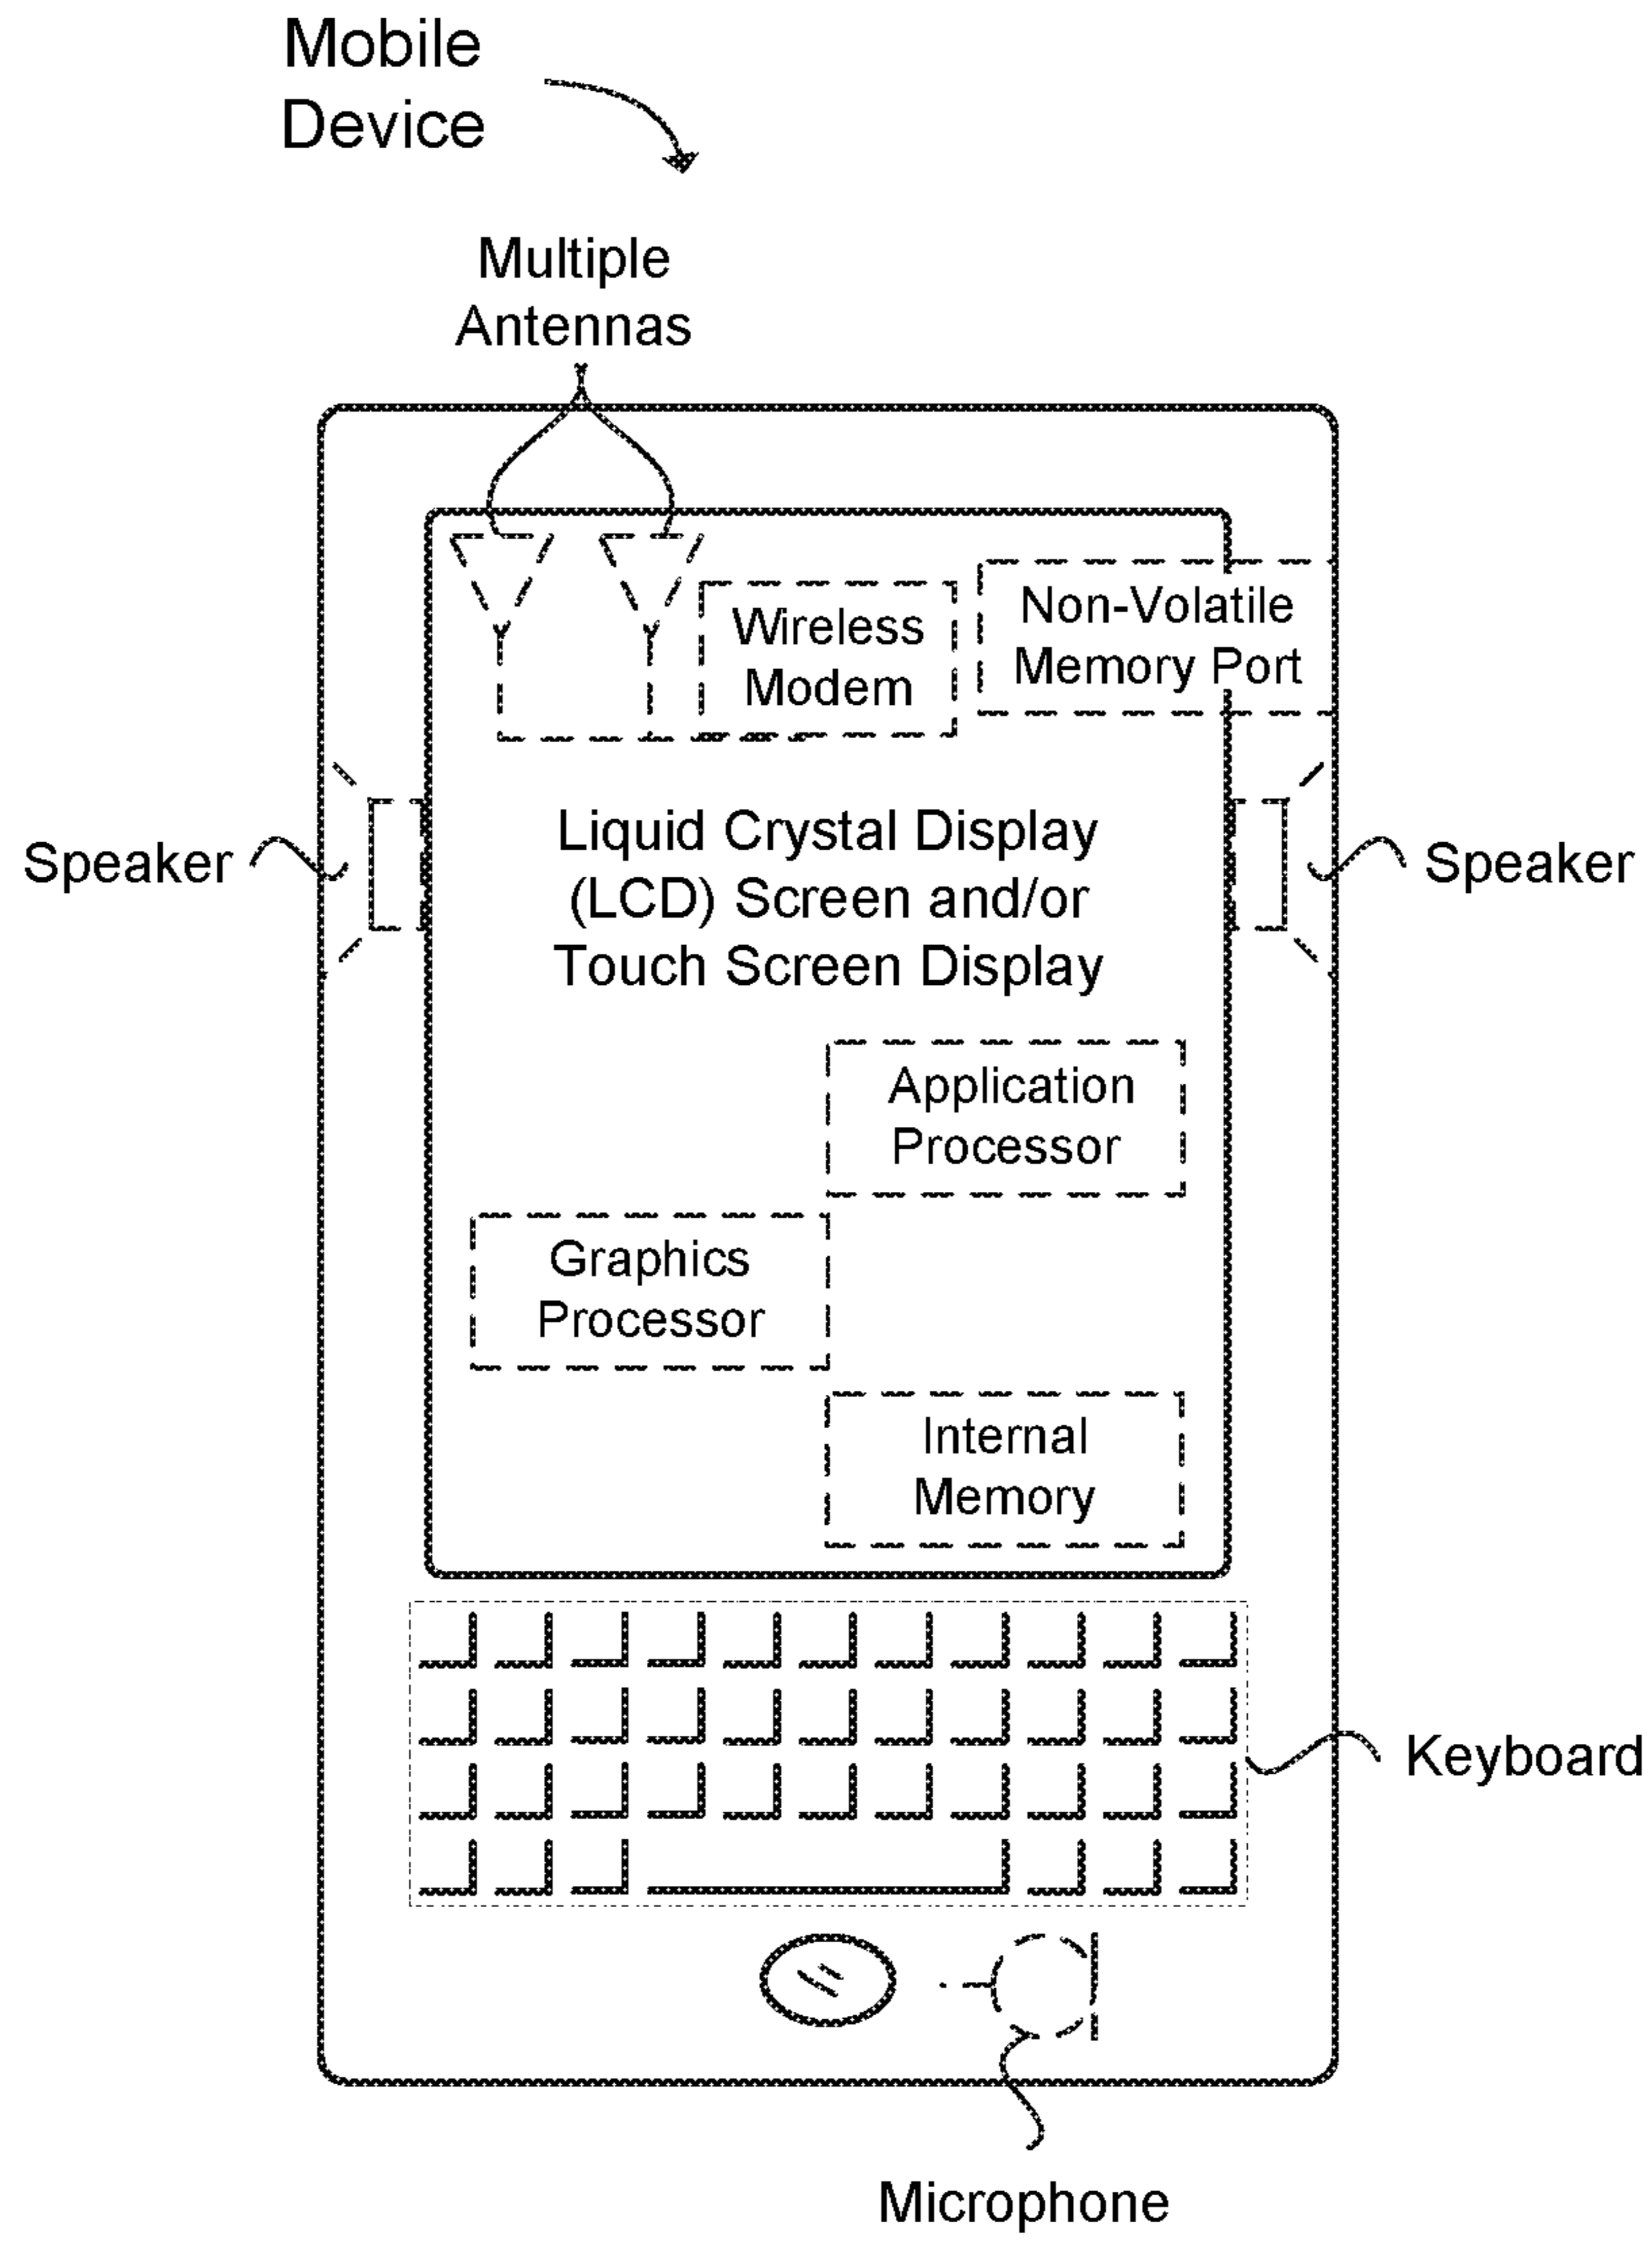 Mobile
Device
Multiple
Antennas
Wireless
Modem
Non-Volatile
Memory Port
Speaker
Liquid Crystal Display
(LCD) Screen and/or
Touch Screen Display
Speaker
Application
Processor
Graphics
Processor
Internal
Memory
Keyboard
Microphone